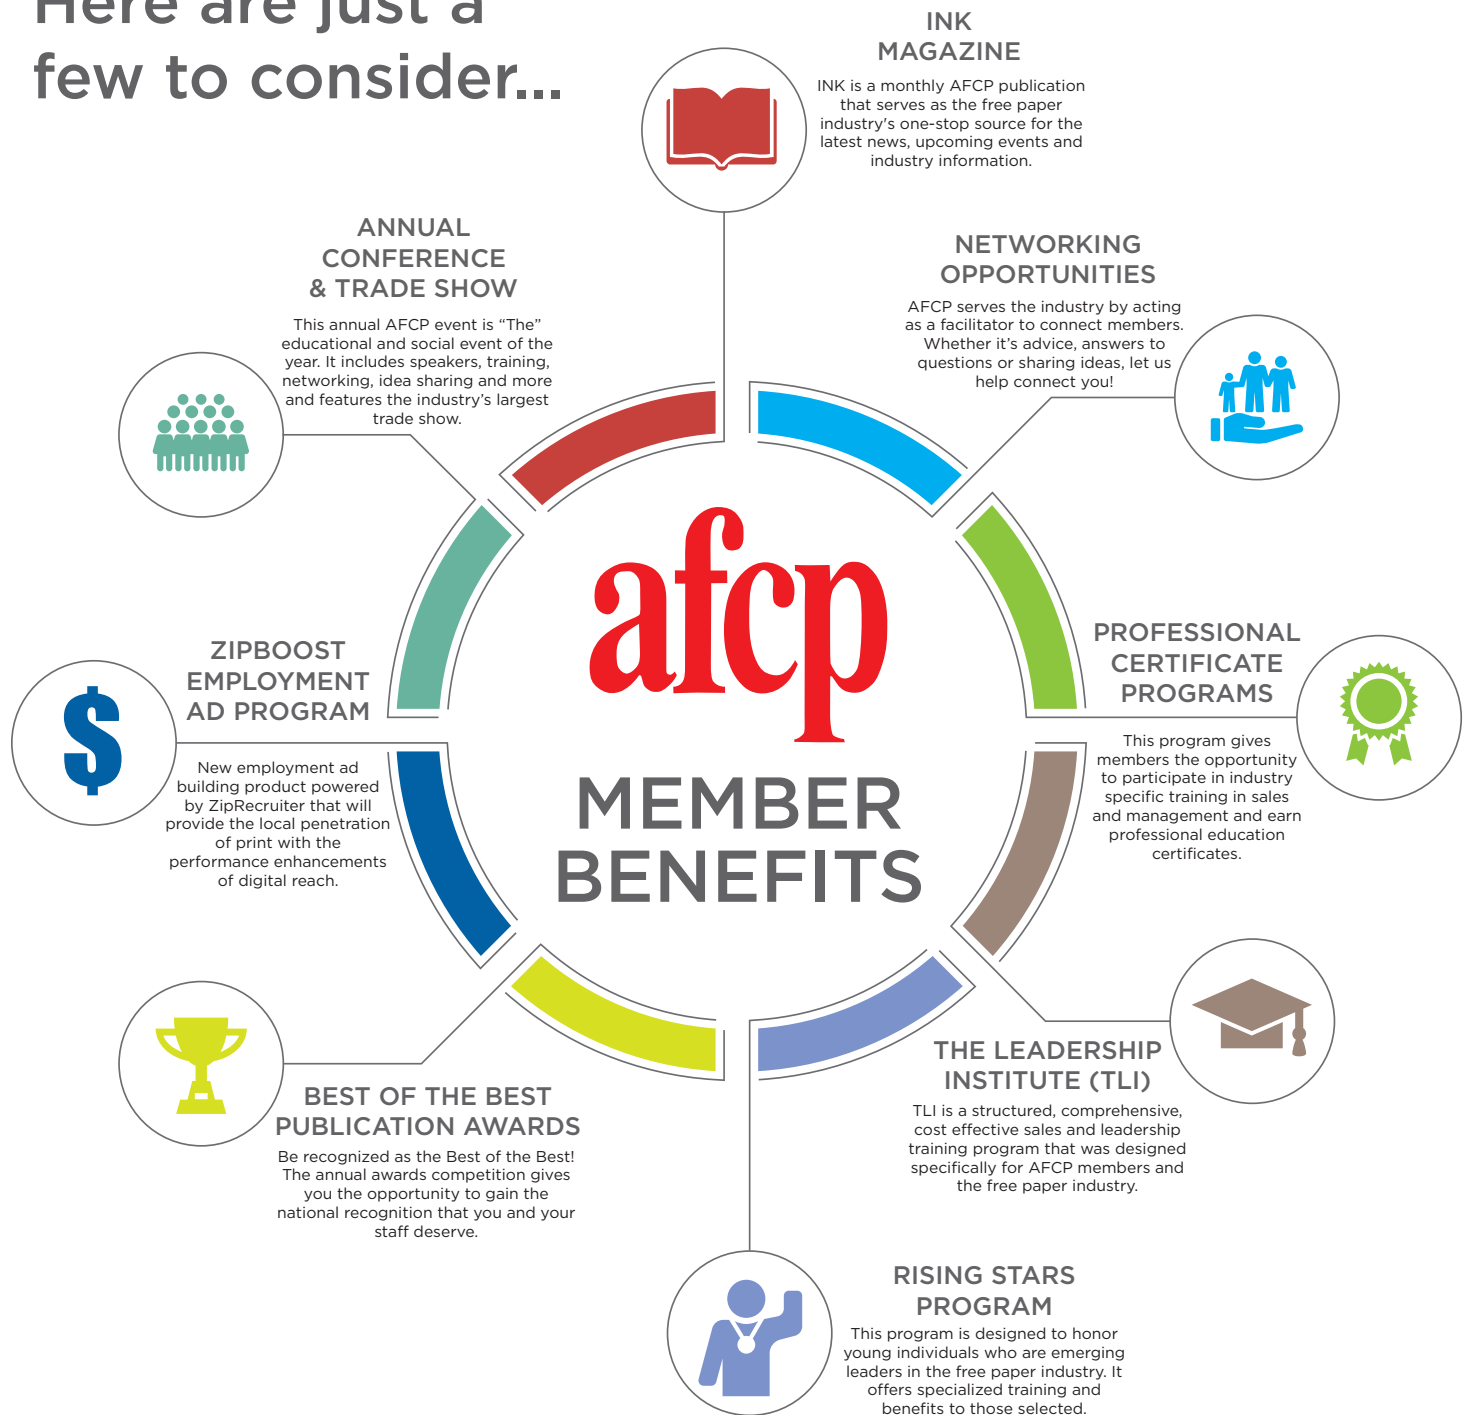 Here are just a
few to consider...
INK
MAGAZINE
INK is a monthly AFCP publication
that serves as the free paper
industry's one-stop source for the
latest news, upcoming events and
industry information.
NETWORKING
OPPORTUNITIES
AFCP serves the industry by acting
as a facilitator to connect members.
Whether it’s advice, answers to
questions or sharing ideas, let us
help connect you!
PROFESSIONAL
CERTIFICATE
PROGRAMS
This program gives
members the opportunity
to participate in industry
specific training in sales
and management and earn
professional education
certificates.
THE LEADERSHIP
INSTITUTE (TLI)
TLI is a structured, comprehensive,
cost effective sales and leadership
training program that was designed
specifically for AFCP members and
the free paper industry.
RISING STARS
PROGRAM
This program is designed to honor
young individuals who are emerging
leaders in the free paper industry. It
offers specialized training and
benefits to those selected.
BEST OF THE BEST
PUBLICATION AWARDS
Be recognized as the Best of the Best!
The annual awards competition gives
you the opportunity to gain the
national recognition that you and your
staff deserve.
ZIPBOOST
EMPLOYMENT
AD PROGRAM
New employment ad
building product powered
by ZipRecruiter that will
provide the local penetration
of print with the
performance enhancements
of digital reach.
$
ANNUAL
CONFERENCE
& TRADE SHOW
This annual AFCP event is “The”
educational and social event of the
year. It includes speakers, training,
networking, idea sharing and more
and features the industry’s largest
trade show.
afcp
MEMBER
BENEFITS